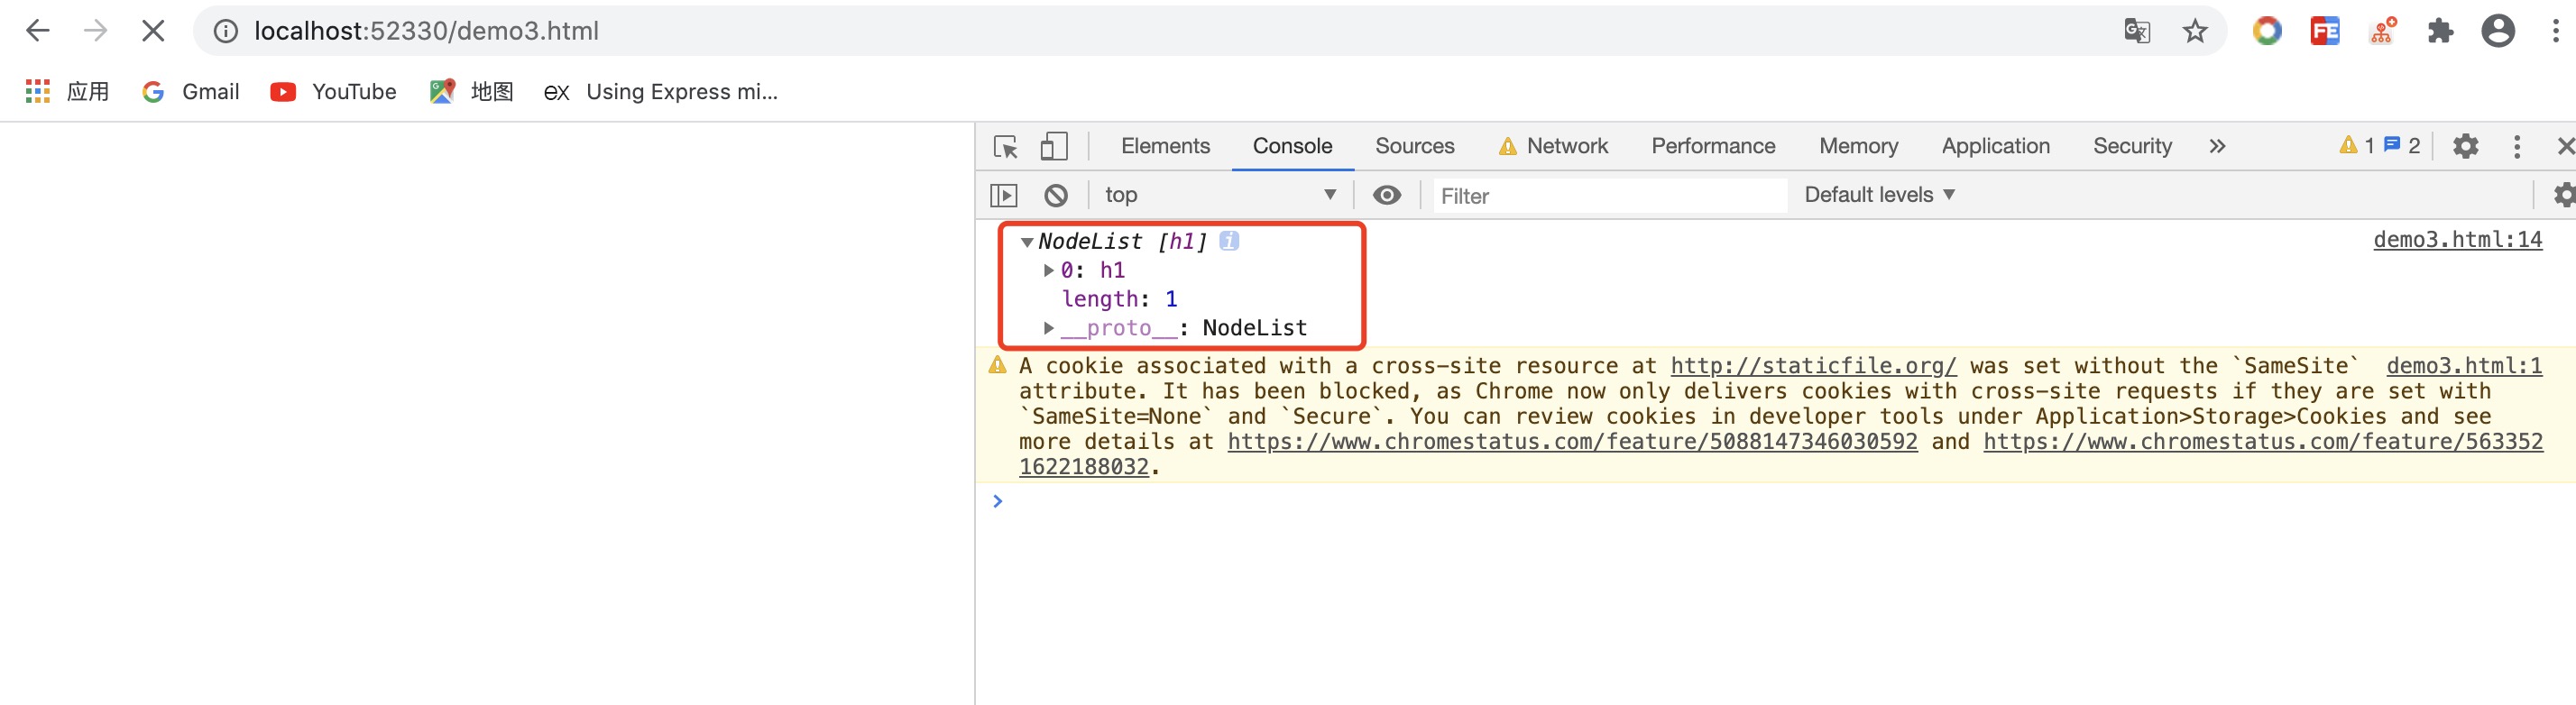 localhost:52330/demo3.html
应用 Gmail YouTube 地图 ex Using Express mi...
Elements Console Sources Network Performance Memory Application Security » 1 2
top Filter Default levels
NodeList [h1] i demo3.html:14
0: h1
length: 1
__proto__: NodeList
A cookie associated with a cross-site resource at http://staticfile.org/ was set without the `SameSite` demo3.html:1
attribute. It has been blocked, as Chrome now only delivers cookies with cross-site requests if they are set with
`SameSite=None` and `Secure`. You can review cookies in developer tools under Application>Storage>Cookies and see
more details at https://www.chromestatus.com/feature/5088147346030592 and https://www.chromestatus.com/feature/563352
1622188032.